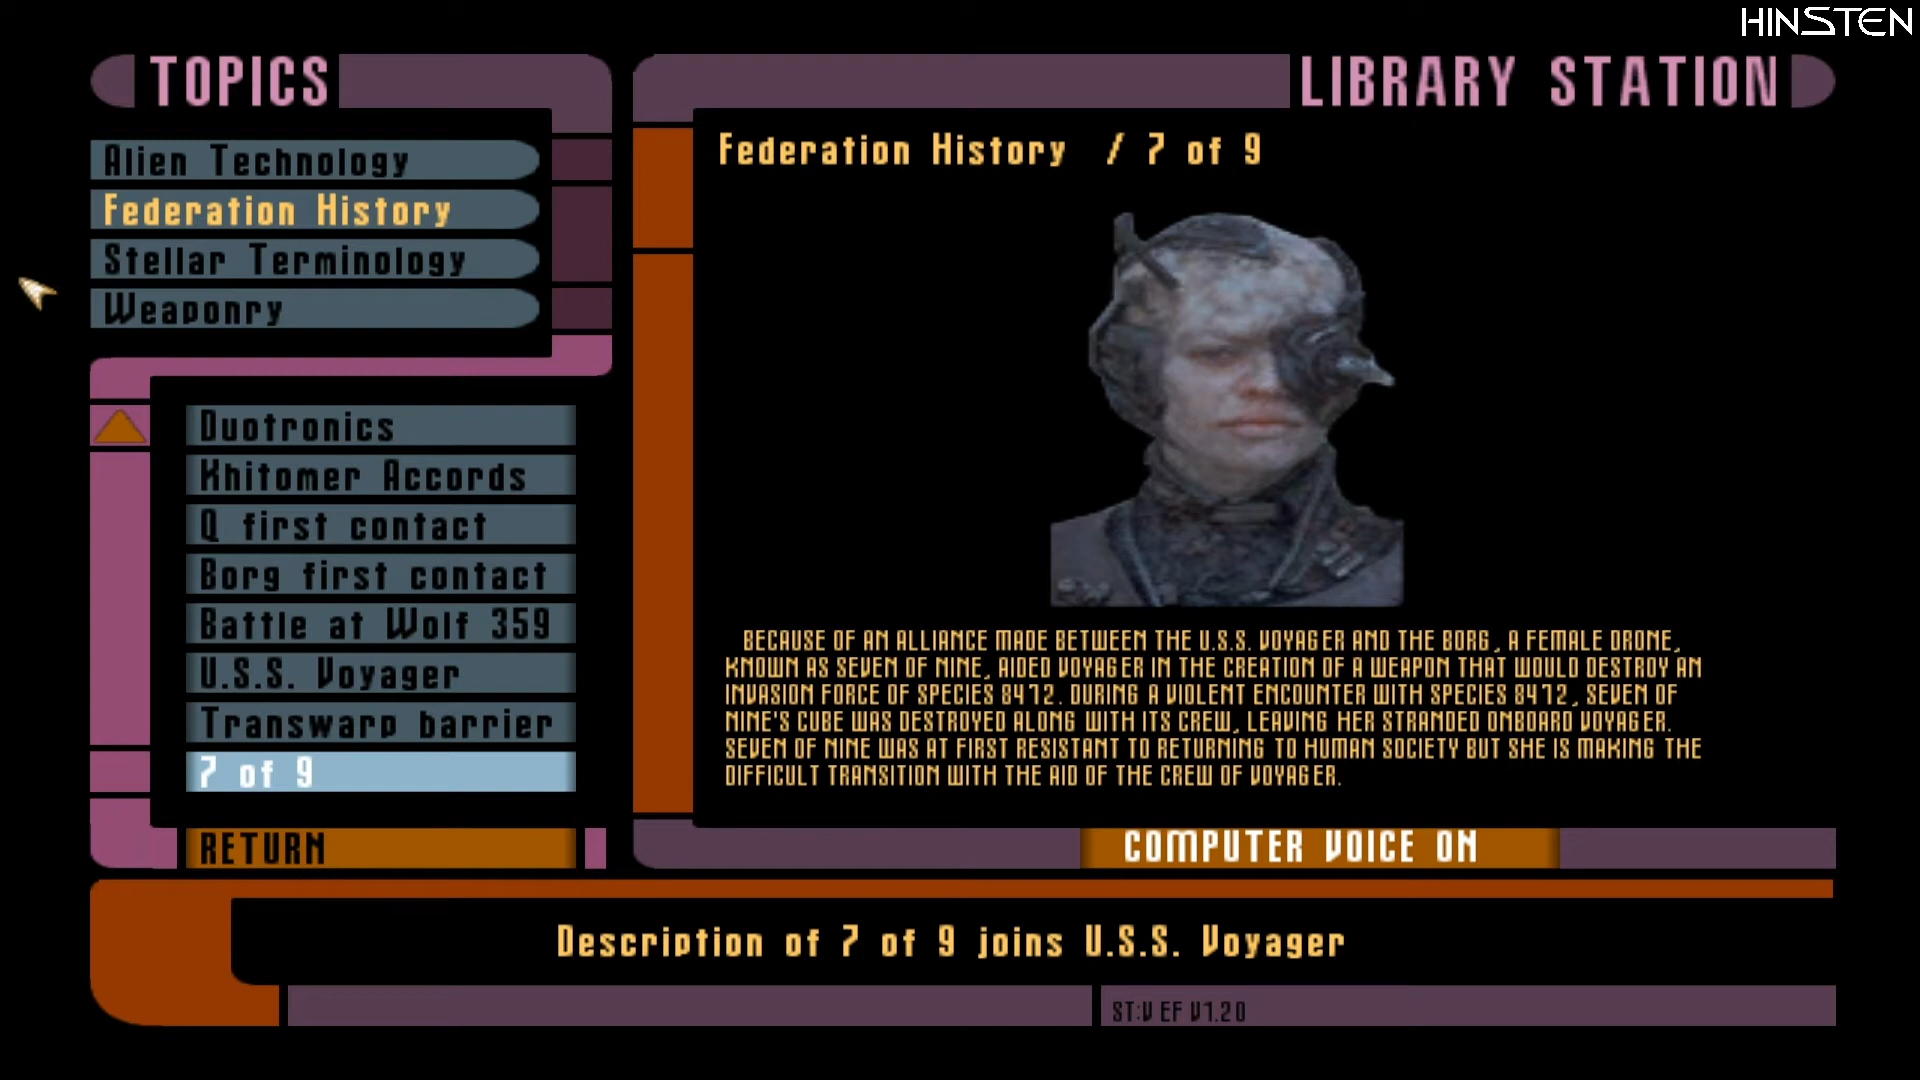 HINSTEN
TOPICS
LIBRARY STATION
Alien Technology
Federation History
Stellar Terminology
Weaponry
Duotronics
Khitomer Accords
Q first contact
Borg first contact
Battle at Wolf 359
U.S.S. Voyager
Transwarp barrier
7 of 9
RETURN
Federation History / 7 of 9
BECAUSE OF AN ALLIANCE MADE BETWEEN THE U.S.S. VOYAGER AND THE BORG, A FEMALE DRONE,
KNOWN AS SEVEN OF NINE, AIDED VOYAGER IN THE CREATION OF A WEAPON THAT WOULD DESTROY AN
INVASION FORCE OF SPECIES 8472. DURING A VIOLENT ENCOUNTER WITH SPECIES 8472, SEVEN OF
NINE'S CUBE WAS DESTROYED ALONG WITH ITS CREW, LEAVING HER STRANDED ONBOARD VOYAGER.
SEVEN OF NINE WAS AT FIRST RESISTANT TO RETURNING TO HUMAN SOCIETY BUT SHE IS MAKING THE
DIFFICULT TRANSITION WITH THE AID OF THE CREW OF VOYAGER.
COMPUTER VOICE ON
Description of 7 of 9 joins U.S.S. Voyager
ST:V EF V1.20